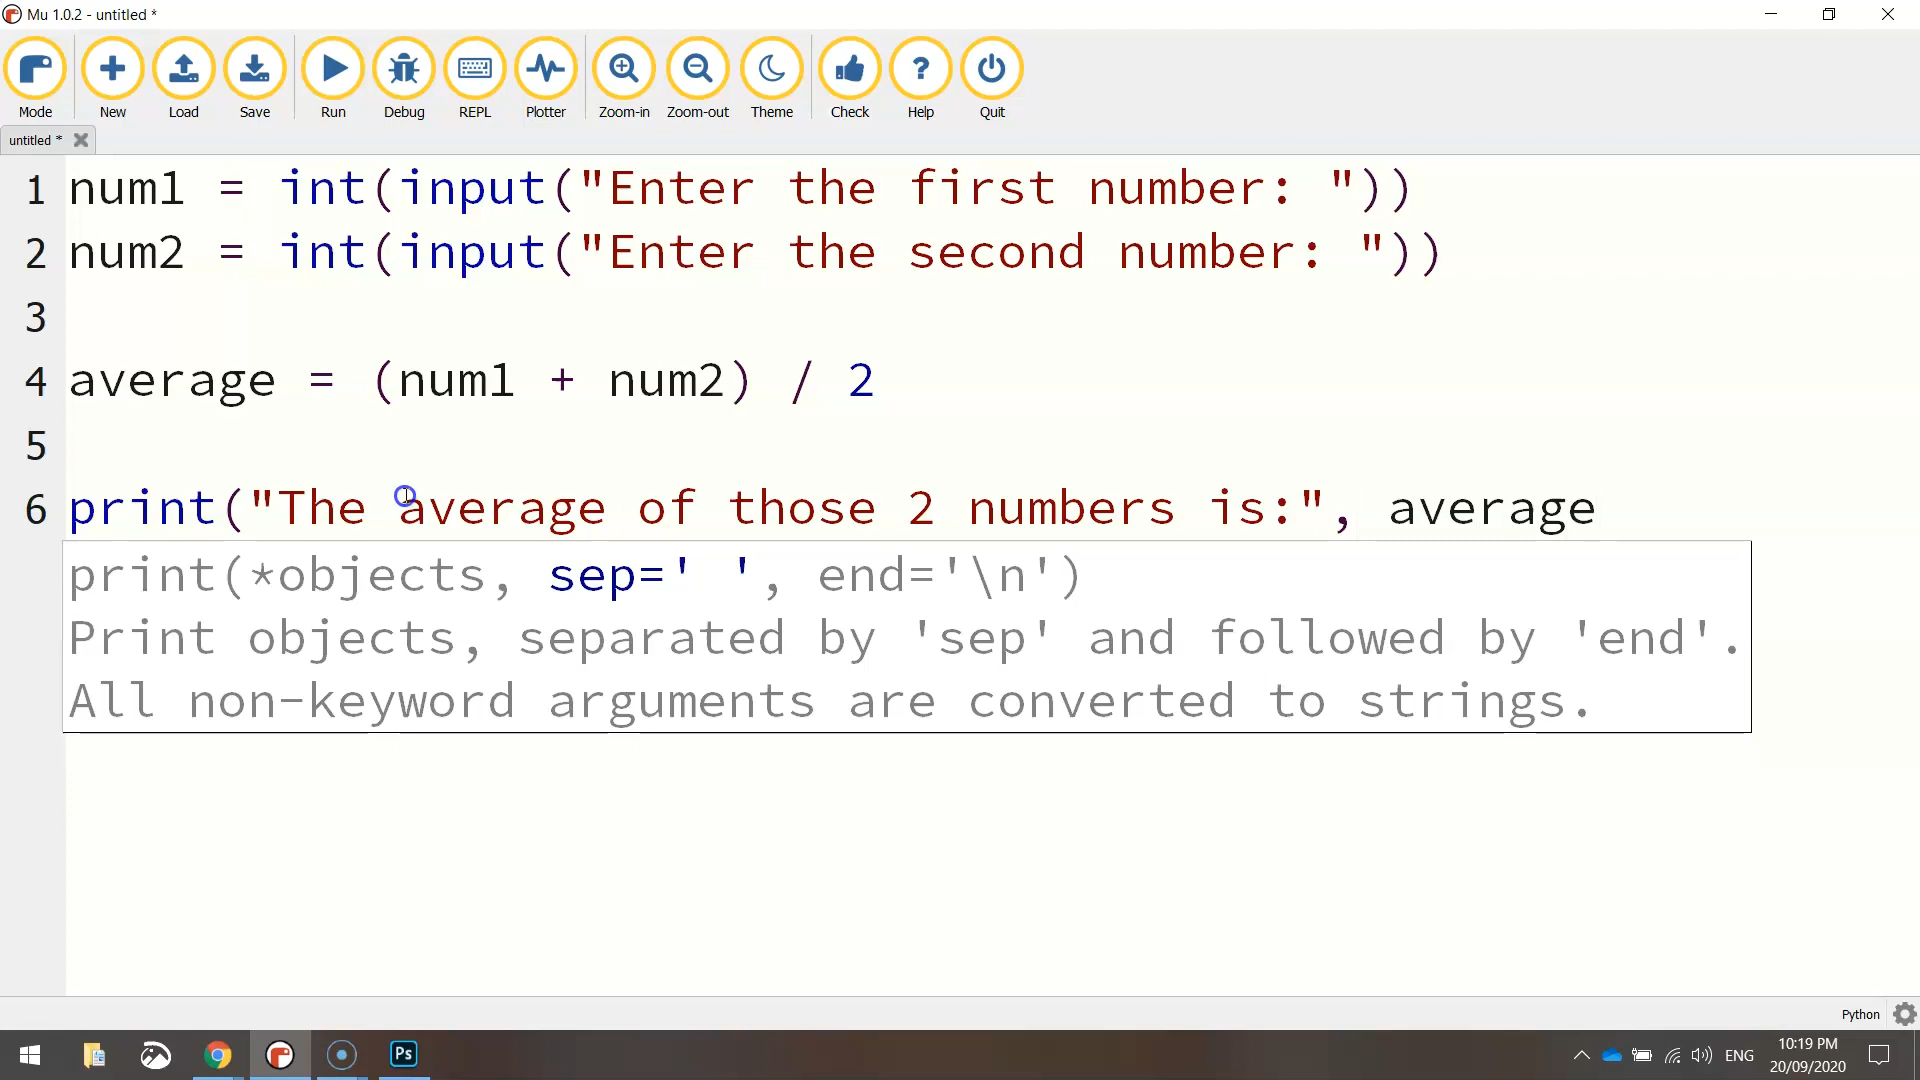 Mu 1.0.2 - untitled *
Mode New Load Save Run Debug REPL Plotter Zoom-in Zoom-out Theme Check Help Quit
untitled *
1 num1 = int(input("Enter the first number: "))
2 num2 = int(input("Enter the second number: "))
3
4 average = (num1 + num2) / 2
5
6 print("The average of those 2 numbers is:", average
print(*objects, sep=' ', end='\n')
Print objects, separated by 'sep' and followed by 'end'.
All non-keyword arguments are converted to strings.
Python
Ps
ENG
10:19 PM
20/09/2020